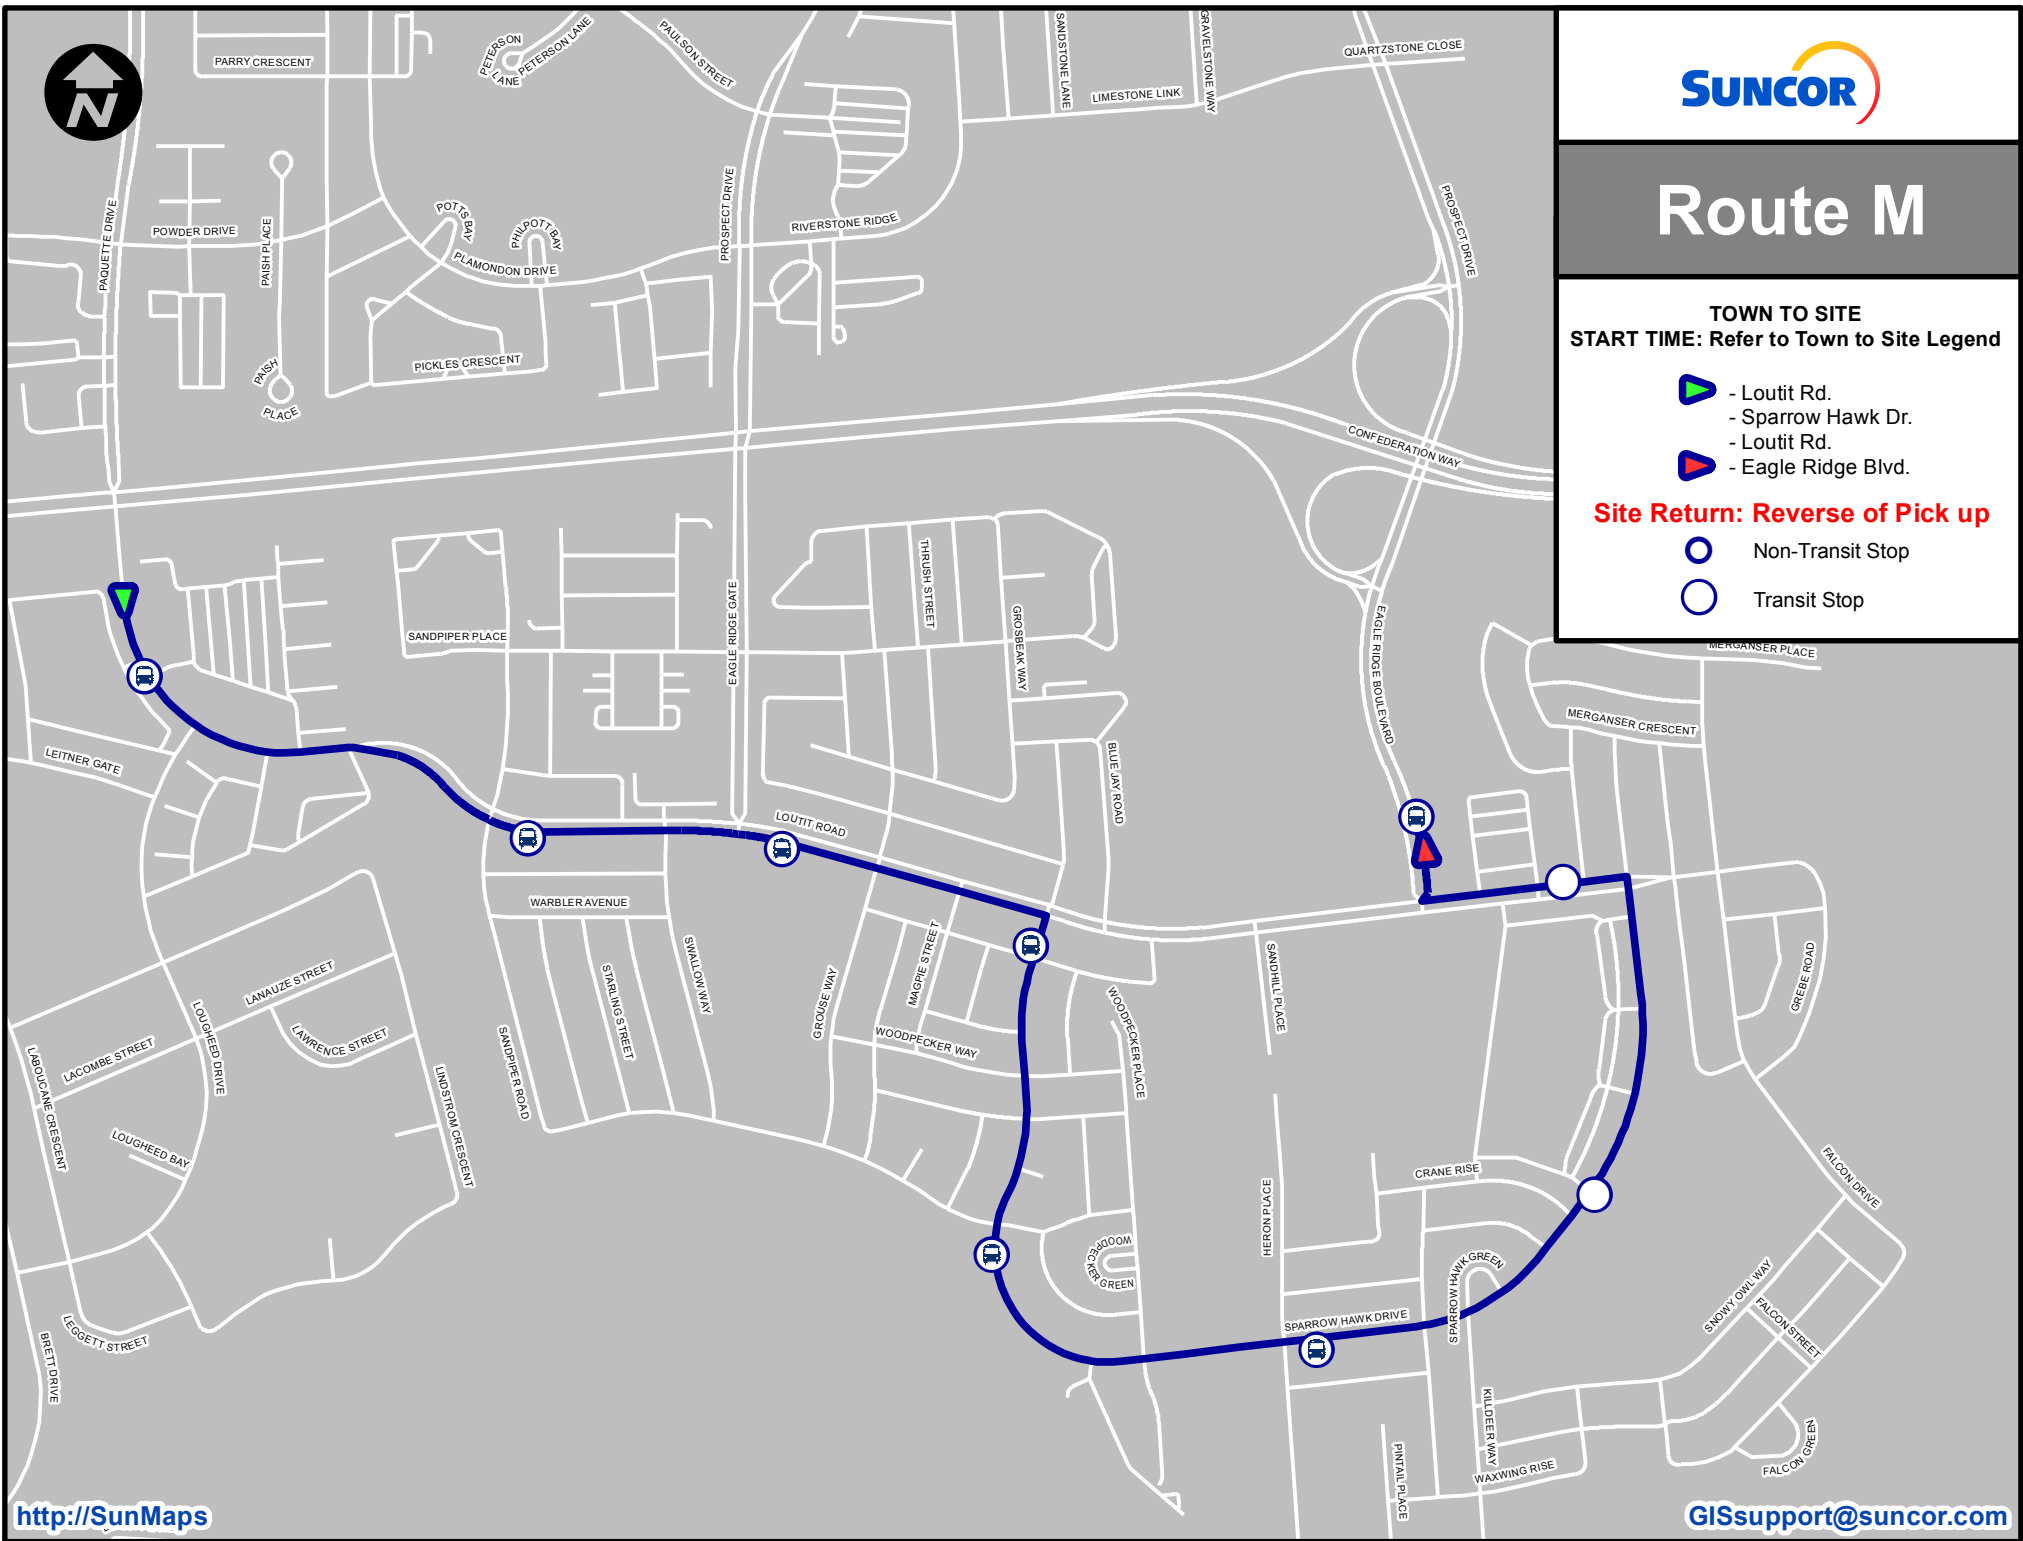 SUNCOR
Route M
TOWN TO SITE
START TIME: Refer to Town to Site Legend
- Loutit Rd.
- Sparrow Hawk Dr.
- Loutit Rd.
- Eagle Ridge Blvd.
Site Return: Reverse of Pick up
Non-Transit Stop
Transit Stop
N
PARRY CRESCENT
PETERSON LANE
PETERSON LANE
PAULSON STREET
SANDSTONE LANE
GRAVELSTONE WAY
QUARTZSTONE CLOSE
LIMESTONE LINK
PAQUETTE DRIVE
POWDER DRIVE
PAISH PLACE
POTTS BAY
PHILPOTT BAY
PLAMONDON DRIVE
PROSPECT DRIVE
RIVERSTONE RIDGE
PROSPECT DRIVE
PICKLES CRESCENT
PAISH
PLACE
CONFEDERATION WAY
THRUSH STREET
EAGLE RIDGE GATE
GROSBEAK WAY
SANDPIPER PLACE
EAGLE RIDGE BOULEVARD
MERGANSER PLACE
MERGANSER CRESCENT
LEITNER GATE
BLUE JAY ROAD
LOUTIT ROAD
WARBLER AVENUE
MAGPIE STREET
SWALLOW WAY
STARLING STREET
GROUSE WAY
SANDHILL PLACE
GREBE ROAD
LANAUZE STREET
LOUGHEED DRIVE
LAWRENCE STREET
LACOMBE STREET
SANDPIPER ROAD
WOODPECKER WAY
WOODPECKER PLACE
LABOUCANE CRESCENT
LINDSTROM CRESCENT
LOUGHEED BAY
CRANE RISE
FALCON DRIVE
HERON PLACE
WOODPECKER GREEN
SPARROW HAWK GREEN
SPARROW HAWK DRIVE
SNOWY OWL WAY
FALCON STREET
LEGGETT STREET
BRETT DRIVE
KILLDEER WAY
PINTAIL PLACE
WAXWING RISE
FALCON GREEN
http://SunMaps
GISsupport@suncor.com